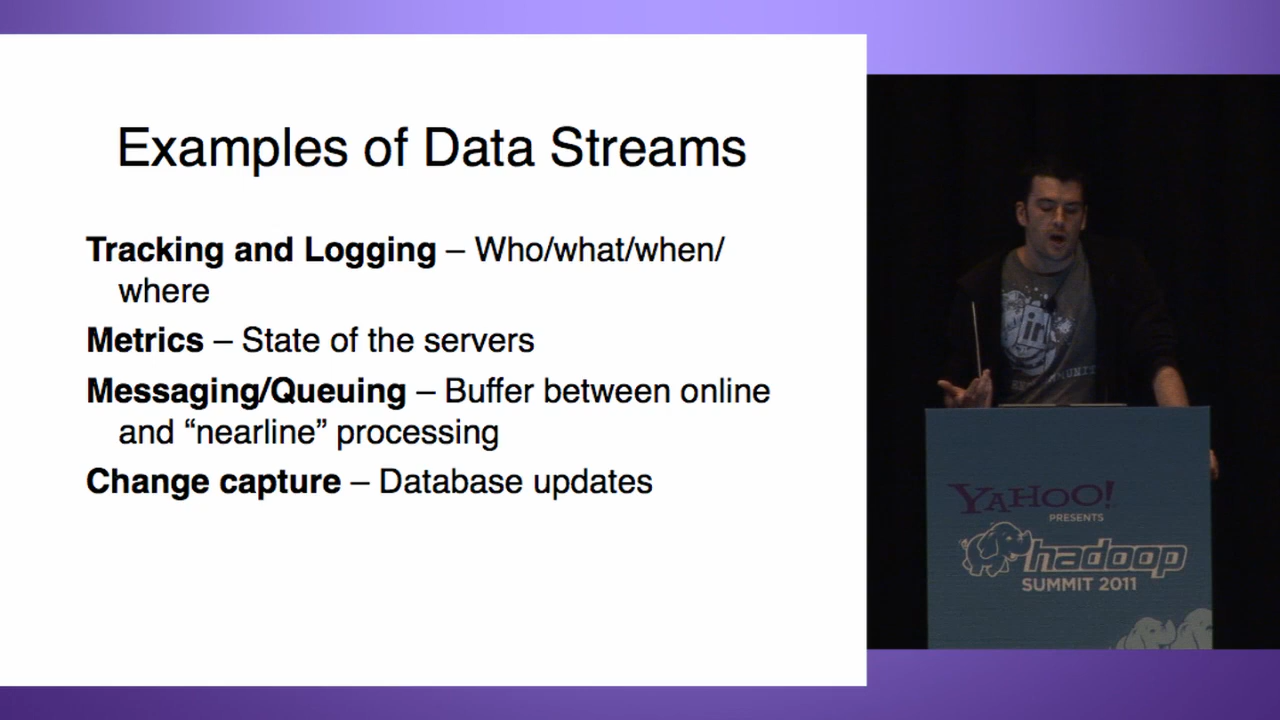 Examples of Data Streams
Tracking and Logging – Who/what/when/
where
Metrics – State of the servers
Messaging/Queuing – Buffer between online
and “nearline” processing
Change capture – Database updates
YAHOO!
PRESENTS
hadoop
SUMMIT 2011